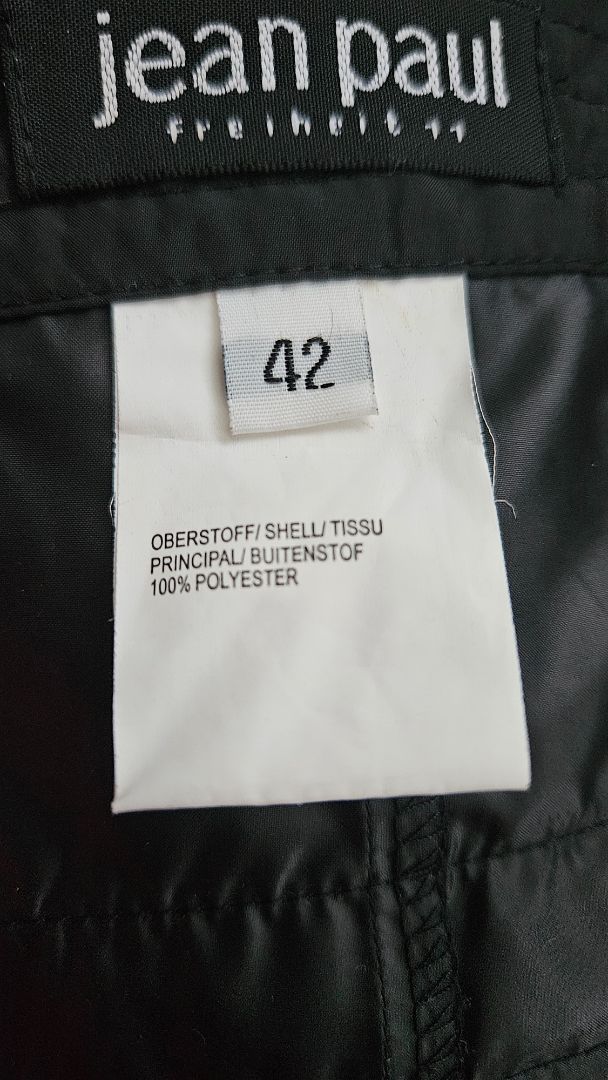 jean paul
freiheit 11
42
OBERSTOFF/ SHELL/ TISSU
PRINCIPAL/ BUITENSTOF
100% POLYESTER